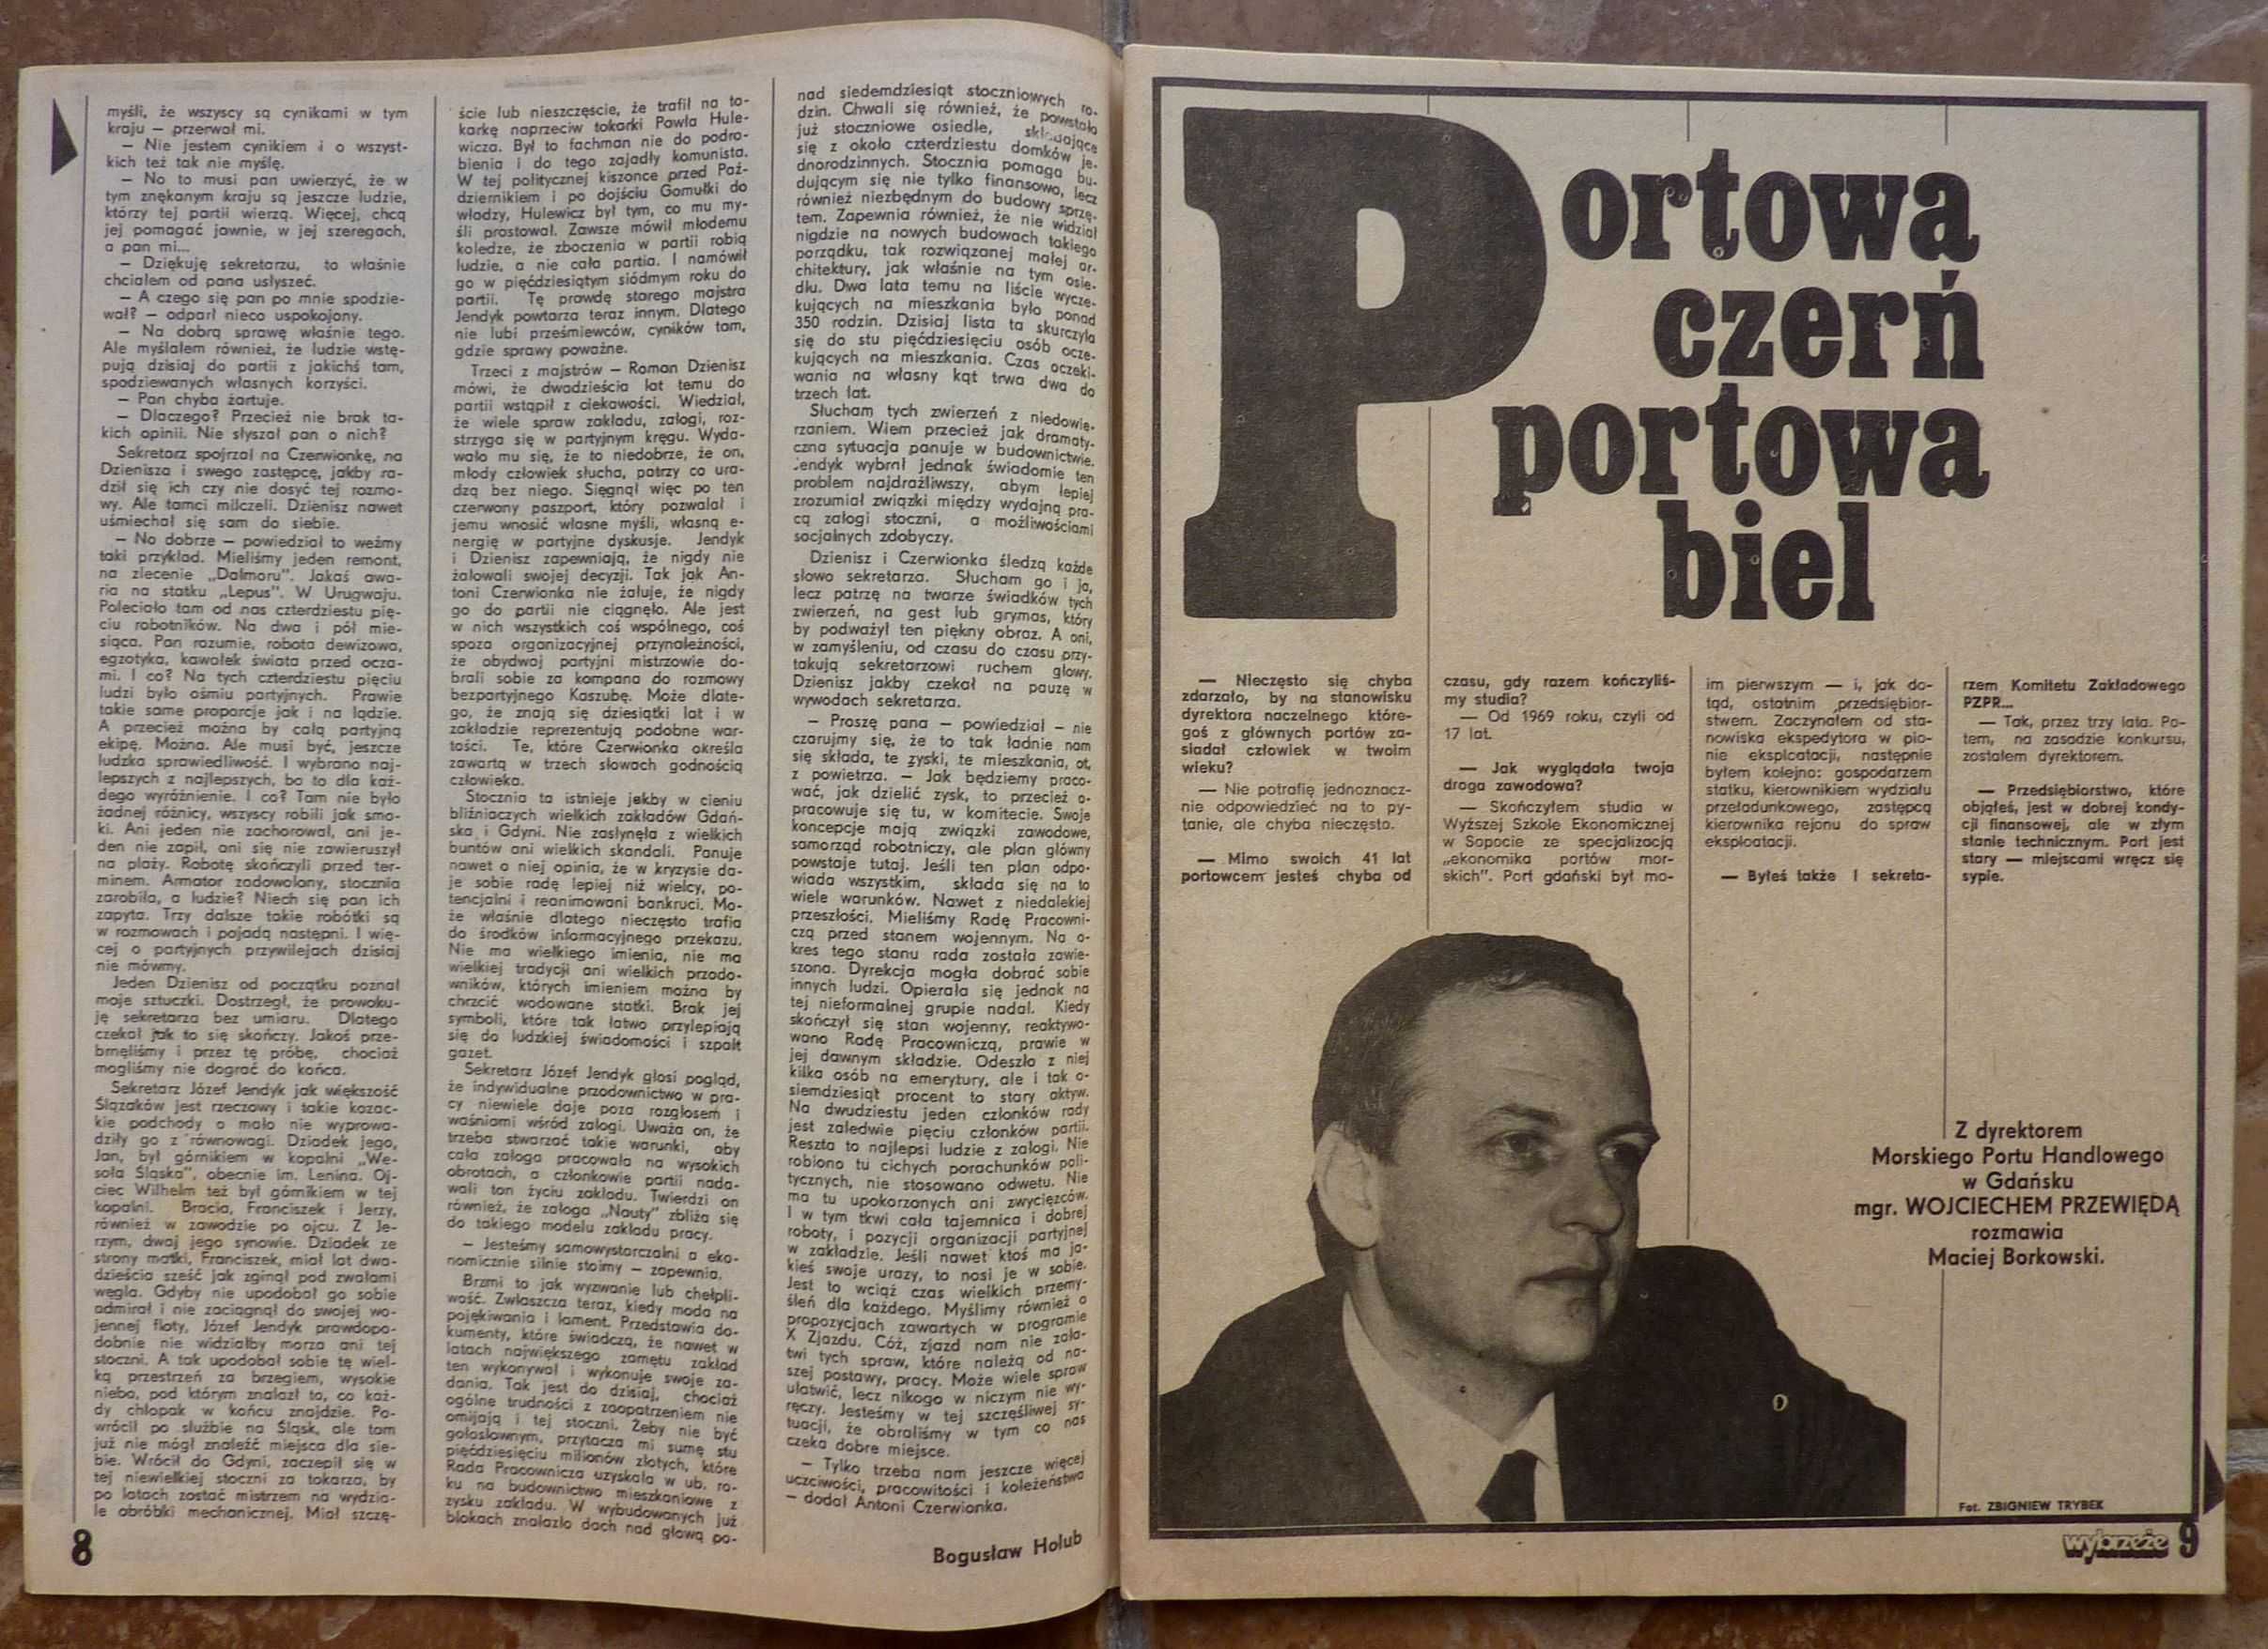 myśli, że wszyscy są cynikami w tym
kraju — przerwał mi.
— Nie jestem cynikiem i o wszyst-
kich też tak nie myślę.
— No to musi pan uwierzyć, że w
tym znękanym kraju są jeszcze ludzie,
którzy tej partii wierzą. Więcej, chcą
jej pomagać jawnie, w jej szeregach,
a pan mi...
— Dziękuję sekretarzu, to właśnie
chciałem od pana usłyszeć.
— A czego się pan po mnie spodzie-
wał? — odparł nieco uspokojony.
— Na dobrą sprawę właśnie tego.
Ale myślałem również, że ludzie wstę-
pują dzisiaj do partii z jakichś tam,
spodziewanych własnych korzyści.
— Pan chyba żartuje.
— Dlaczego? Przecież nie brak ta-
kich opinii. Nie słyszał pan o nich?
Sekretarz spojrzał na Czerwionkę, na
Dzienisza i swego zastępcę, jakby ra-
dził się ich czy nie dosyć tej rozmo-
wy. Ale tamci milczeli. Dzienisz nawet
uśmiechał się sam do siebie.
— No dobrze — powiedział to weźmy
taki przykład. Mieliśmy jeden remont,
na zlecenie „Dalmoru". Jakaś awa-
ria na statku „Lepus". W Urugwaju.
Poleciało tam od nas czterdziestu pię-
ciu robotników. Na dwa i pół mie-
siąca. Pan rozumie, robota dewizowa,
egzotyka, kawałek świata przed ocza-
mi. I co? Na tych czterdziestu pięciu
ludzi było ośmiu partyjnych. Prawie
takie same proporcje jak i na lądzie.
A przecież można by całą partyjną
ekipę. Można. Ale musi być, jeszcze
ludzka sprawiedliwość. I wybrano naj-
lepszych z najlepszych, bo to dla każ-
dego wyróżnienie. I co? Tam nie było
żadnej różnicy, wszyscy robili jak smo-
ki. Ani jeden nie zachorował, ani je-
den nie zapił, ani się nie zawieruszył
na plaży. Robotę skończyli przed ter-
minem. Armator zadowolony, stocznia
zarobiła, a ludzie? Niech się pan ich
zapyta. Trzy dalsze takie robótki są
w rozmowach i pojadą następni. I wię-
cej o partyjnych przywilejach dzisiaj
nie mówmy.
Jeden Dzienisz od początku poznał
moje sztuczki. Dostrzegł, że prowoku-
ję sekretarza bez umiaru. Dlatego
czekał jak to się skończy. Jakoś prze-
brnęliśmy i przez tę próbę, chociaż
mogliśmy nie dograć do końca.
Sekretarz Józef Jendyk jak większość
Ślązaków jest rzeczowy i takie kozac-
kie podchody o mało nie wyprowa-
dziły go z równowagi. Dziadek jego,
Jan, był górnikiem w kopalni „We-
soła Śląska", obecnie im. Lenina. Oj-
ciec Wilhelm też był górnikiem w tej
kopalni. Bracia, Franciszek i Jerzy,
również w zawodzie po ojcu. Z Je-
rzym, dwaj jego synowie. Dziadek ze
strony matki, Franciszek, miał lat dwa-
dzieścia sześć jak zginął pod zwałami
węgla. Gdyby nie upodobał go sobie
admirał i nie zaciągnął do swojej wo-
jennej floty, Józef Jendyk prawdopo-
dobnie nie widziałby morza ani tej
stoczni. A tak upodobał sobie tę wiel-
ką przestrzeń za brzegiem, wysokie
niebo, pod którym znalazł to, co każ-
dy chłopak w końcu znajdzie. Po-
wrócił po służbie na Śląsk, ale tam
już nie mógł znaleźć miejsca dla sie-
bie. Wrócił do Gdyni, zaczepił się w
tej niewielkiej stoczni za tokarza, by
po latach zostać mistrzem na wydzia-
le obróbki mechanicznej. Miał szczę-
8
ście lub nieszczęście, że trafił na to-
karkę naprzeciw tokarki Pawła Hule-
wicza. Był to fachman nie do podro-
bienia i do tego zajadły komunista.
W tej politycznej kiszonce przed Paź-
dziernikiem i po dojściu Gomułki do
władzy, Hulewicz był tym, co mu my-
śli prostował. Zawsze mówił młodemu
koledze, że zboczenia w partii robią
ludzie, a nie cała partia. I namówił
go w pięćdziesiątym siódmym roku do
partii. Tę prawdę starego majstra
Jendyk powtarza teraz innym. Dlatego
nie lubi prześmiewców, cyników tam,
gdzie sprawy poważne.
Trzeci z majstrów — Roman Dzienisz
mówi, że dwadzieścia lat temu do
partii wstąpił z ciekawości. Wiedział,
że wiele spraw zakładu, załogi, roz-
strzyga się w partyjnym kręgu. Wyda-
wało mu się, że to niedobrze, że on,
młody człowiek słucha, patrzy co ura-
dzą bez niego. Sięgnął więc po ten
czerwony paszport, który pozwalał i
jemu wnosić własne myśli, własną e-
nergię w partyjne dyskusje. Jendyk
i Dzienisz zapewniają, że nigdy nie
żałowali swojej decyzji. Tak jak An-
toni Czerwionka nie żałuje, że nigdy
go do partii nie ciągnęło. Ale jest
w nich wszystkich coś wspólnego, coś
spoza organizacyjnej przynależności,
że obydwaj partyjni mistrzowie do-
brali sobie za kompana do rozmowy
bezpartyjnego Kaszubę. Może dlate-
go, że znają się dziesiątki lat i w
zakładzie reprezentują podobne war-
tości. Te, które Czerwionka określa
zawartą w trzech słowach godnością
człowieka.
Stocznia ta istnieje jakby w cieniu
bliźniaczych wielkich zakładów Gdań-
ska i Gdyni. Nie zasłynęła z wielkich
buntów ani wielkich skandali. Panuje
nawet o niej opinia, że w kryzysie da-
je sobie radę lepiej niż wielcy, po-
tencjalni i reanimowani bankruci. Mo-
że właśnie dlatego nieczęsto trafia
do środków informacyjnego przekazu.
Nie ma wielkiego imienia, nie ma
wielkiej tradycji ani wielkich przodo-
wników, których imieniem można by
chrzcić wodowane statki. Brak jej
symboli, które tak łatwo przylepiają
się do ludzkiej świadomości i szpalt
gazet.
Sekretarz Józef Jendyk głosi pogląd,
że indywidualne przodownictwo w pra-
cy niewiele daje poza rozgłosem i
waśniami wśród załogi. Uważa on, że
trzeba stwarzać takie warunki, aby
cała załoga pracowała na wysokich
obrotach, a członkowie partii nada-
wali ton życiu zakładu. Twierdzi on
również, że załoga „Nauty" zbliża się
do takiego modelu zakładu pracy.
— Jesteśmy samowystarczalni a eko-
nomicznie silnie stoimy — zapewnia.
Brzmi to jak wyzwanie lub chełpli-
wość. Zwłaszcza teraz, kiedy moda na
pojękiwania i lament. Przedstawia do-
kumenty, które świadczą, że nawet w
latach największego zamętu zakład
ten wykonywał i wykonuje swoje za-
dania. Tak jest do dzisiaj, chociaż
ogólne trudności z zaopatrzeniem nie
omijają i tej stoczni. Żeby nie być
gołosłownym, przytacza mi sumę stu
pięćdziesięciu milionów złotych, które
Rada Pracownicza uzyskała w ub. ro-
ku na budownictwo mieszkaniowe z
zysku zakładu. W wybudowanych już
blokach znalazło dach nad głową po-
nad siedemdziesiąt stoczniowych ro-
dzin. Chwali się również, że powstało
już stoczniowe osiedle, składające
się z około czterdziestu domków je-
dnorodzinnych. Stocznia pomaga bu-
dującym się nie tylko finansowo, lecz
również niezbędnym do budowy sprzę-
tem. Zapewnia również, że nie widział
nigdzie na nowych budowach takiego
porządku, tak rozwiązanej małej ar-
chitektury, jak właśnie na tym osie-
dlu. Dwa lata temu na liście wycze-
kujących na mieszkania było ponad
350 rodzin. Dzisiaj lista ta skurczyła
się do stu pięćdziesięciu osób ocze-
kujących na mieszkania. Czas oczeki-
wania na własny kąt trwa dwa do
trzech lat.
Słucham tych zwierzeń z niedowie-
rzaniem. Wiem przecież jak dramaty-
czna sytuacja panuje w budownictwie.
Jendyk wybrał jednak świadomie ten
problem najdrażliwszy, abym lepiej
zrozumiał związki między wydajną pra-
cą załogi stoczni, a możliwościami
socjalnych zdobyczy.
Dzienisz i Czerwionka śledzą każde
słowo sekretarza. Słucham go i ja,
lecz patrzę na twarze świadków tych
zwierzeń, na gest lub grymas, który
by podważył ten piękny obraz. A oni,
w zamyśleniu, od czasu do czasu przy-
takują sekretarzowi ruchem głowy.
Dzienisz jakby czekał na pauzę w
wywodach sekretarza.
— Proszę pana — powiedział — nie
czarujmy się, że to tak ładnie nam
się składa, te zyski, te mieszkania, ot,
z powietrza. — Jak będziemy praco-
wać, jak dzielić zysk, to przecież o-
pracowuje się tu, w komitecie. Swoje
koncepcje mają związki zawodowe,
samorząd robotniczy, ale plan główny
powstaje tutaj. Jeśli ten plan odpo-
wiada wszystkim, składa się na to
wiele warunków. Nawet z niedalekiej
przeszłości. Mieliśmy Radę Pracowni-
czą przed stanem wojennym. Na o-
kres tego stanu rada została zawie-
szona. Dyrekcja mogła dobrać sobie
innych ludzi. Opierała się jednak na
tej nieformalnej grupie nadal. Kiedy
skończył się stan wojenny, reaktywo-
wano Radę Pracowniczą, prawie w
jej dawnym składzie. Odeszło z niej
kilka osób na emerytury, ale i tak o-
siemdziesiąt procent to stary aktyw.
Na dwudziestu jeden członków rady
jest zaledwie pięciu członków partii.
Reszta to najlepsi ludzie z załogi. Nie
robiono tu cichych porachunków poli-
tycznych, nie stosowano odwetu. Nie
ma tu upokorzonych ani zwycięzców.
I w tym tkwi cała tajemnica i dobrej
roboty, i pozycji organizacji partyjnej
w zakładzie. Jeśli nawet ktoś ma ja-
kieś swoje urazy, to nosi je w sobie.
Jest to wciąż czas wielkich przemy-
śleń dla każdego. Myślimy również o
propozycjach zawartych w programie
X Zjazdu. Cóż, zjazd nam nie zała-
twi tych spraw, które należą od na-
szej postawy, pracy. Może wiele spraw
ułatwić, lecz nikogo w niczym nie wy-
ręczy. Jesteśmy w tej szczęśliwej sy-
tuacji, że obraliśmy w tym co nas
czeka dobre miejsce.
— Tylko trzeba nam jeszcze więcej
uczciwości, pracowitości i koleżeństwa
— dodał Antoni Czerwionka.
Bogusław Holub
Portowa
czerń
portowa
biel
— Nieczęsto się chyba
zdarzało, by na stanowisku
dyrektora naczelnego które-
goś z głównych portów za-
siadał człowiek w twoim
wieku?
— Nie potrafię jednoznacz-
nie odpowiedzieć na to py-
tanie, ale chyba nieczęsto.
— Mimo swoich 41 lat
portowcem jesteś chyba od
czasu, gdy razem kończyliś-
my studia?
— Od 1969 roku, czyli od
17 lat.
— Jak wyglądała twoja
droga zawodowa?
— Skończyłem studia w
Wyższej Szkole Ekonomicznej
w Sopocie ze specjalizacją
„ekonomika portów mor-
skich". Port gdański był mo-
im pierwszym — i, jak do-
tąd, ostatnim przedsiębior-
stwem. Zaczynałem od sta-
nowiska ekspedytora w pio-
nie eksploatacji, następnie
byłem kolejno: gospodarzem
statku, kierownikiem wydziału
przeładunkowego, zastępcą
kierownika rejonu do spraw
eksploatacji.
— Byłeś także I sekreta-
rzem Komitetu Zakładowego
PZPR...
— Tak, przez trzy lata. Po-
tem, na zasadzie konkursu,
zostałem dyrektorem.
— Przedsiębiorstwo, które
objąłeś, jest w dobrej kondy-
cji finansowej, ale w złym
stanie technicznym. Port jest
stary — miejscami wręcz się
sypie.
Z dyrektorem
Morskiego Portu Handlowego
w Gdańsku
mgr. WOJCIECHEM PRZEWIĘDĄ
rozmawia
Maciej Borkowski.
Fot. ZBIGNIEW TRYBEK
wybrzeże 9